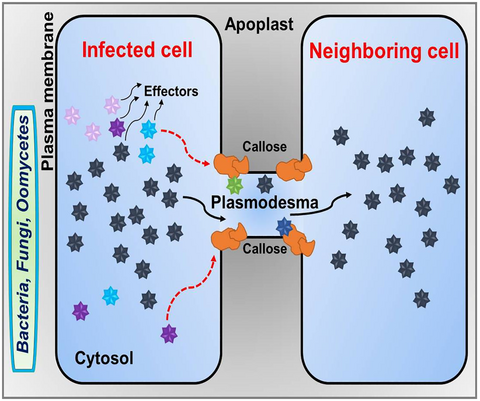 Apoplast
Infected cell
Neighboring cell
Plasma membrane
Effectors
Bacteria, Fungi, Oomycetes
Callose
Plasmodesma
Callose
Cytosol